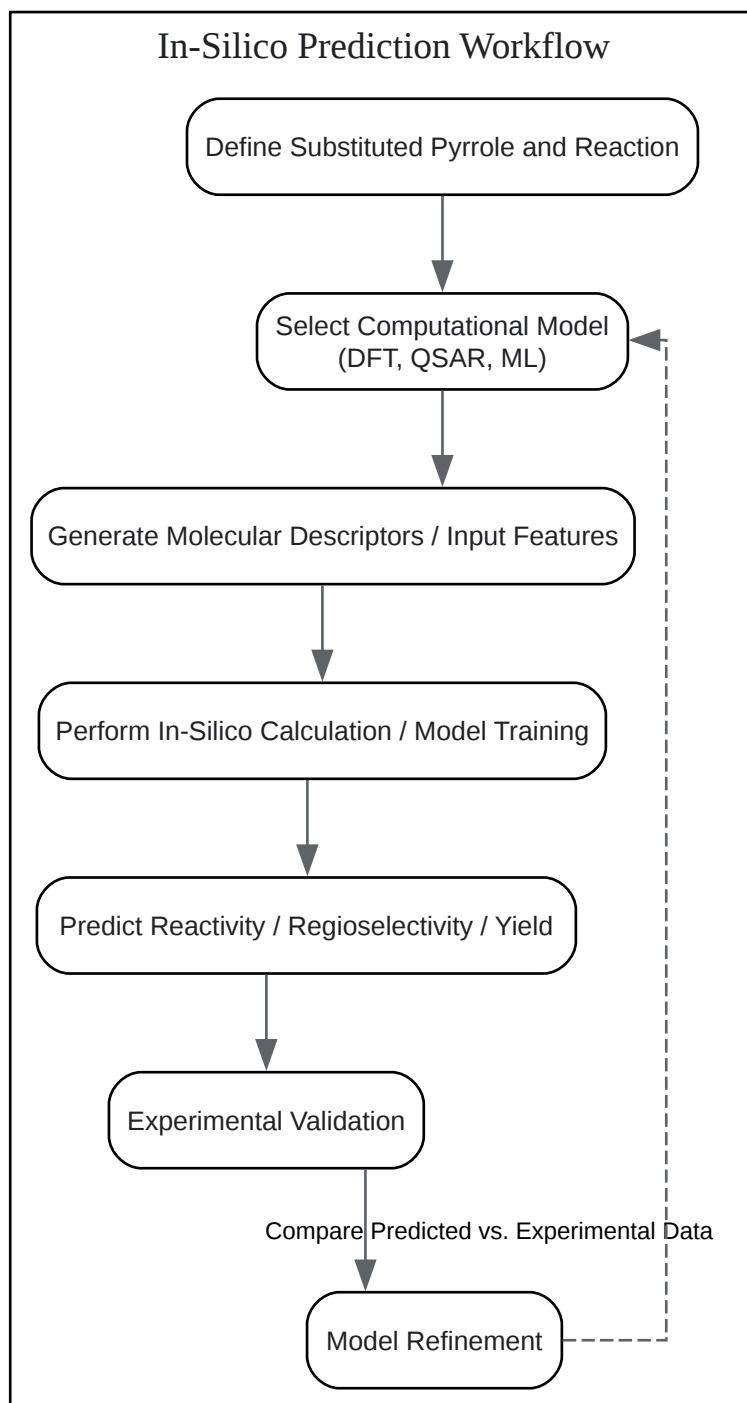 In-Silico Prediction Workflow
Define Substituted Pyrrole and Reaction
Select Computational Model
(DFT, QSAR, ML)
Generate Molecular Descriptors / Input Features
Perform In-Silico Calculation / Model Training
Predict Reactivity / Regioselectivity / Yield
Experimental Validation
Compare Predicted vs. Experimental Data
Model Refinement